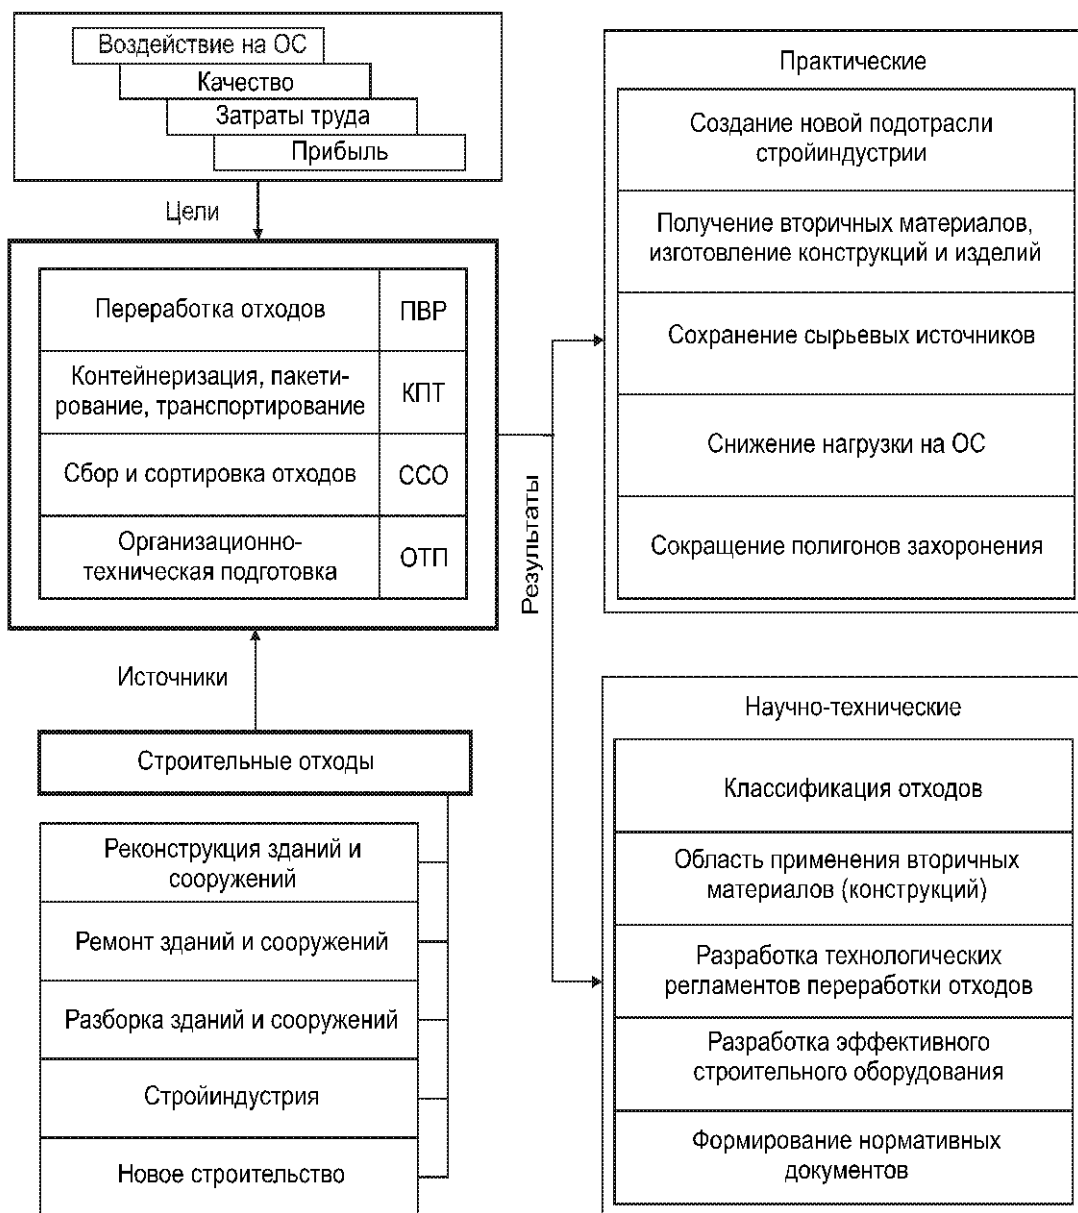 Воздействие на ОС
Качество
Затраты труда
Прибыль
Цели
Переработка отходов
ПВР
Контейнеризация, пакети-
рование, транспортирование
КПТ
Сбор и сортировка отходов
ССО
Организационно-
техническая подготовка
ОТП
Источники
Строительные отходы
Реконструкция зданий и
сооружений
Ремонт зданий и сооружений
Разборка зданий и сооружений
Стройиндустрия
Новое строительство
Результаты
Практические
Создание новой подотрасли
стройиндустрии
Получение вторичных материалов,
изготовление конструкций и изделий
Сохранение сырьевых источников
Снижение нагрузки на ОС
Сокращение полигонов захоронения
Научно-технические
Классификация отходов
Область применения вторичных
материалов (конструкций)
Разработка технологических
регламентов переработки отходов
Разработка эффективного
строительного оборудования
Формирование нормативных
документов